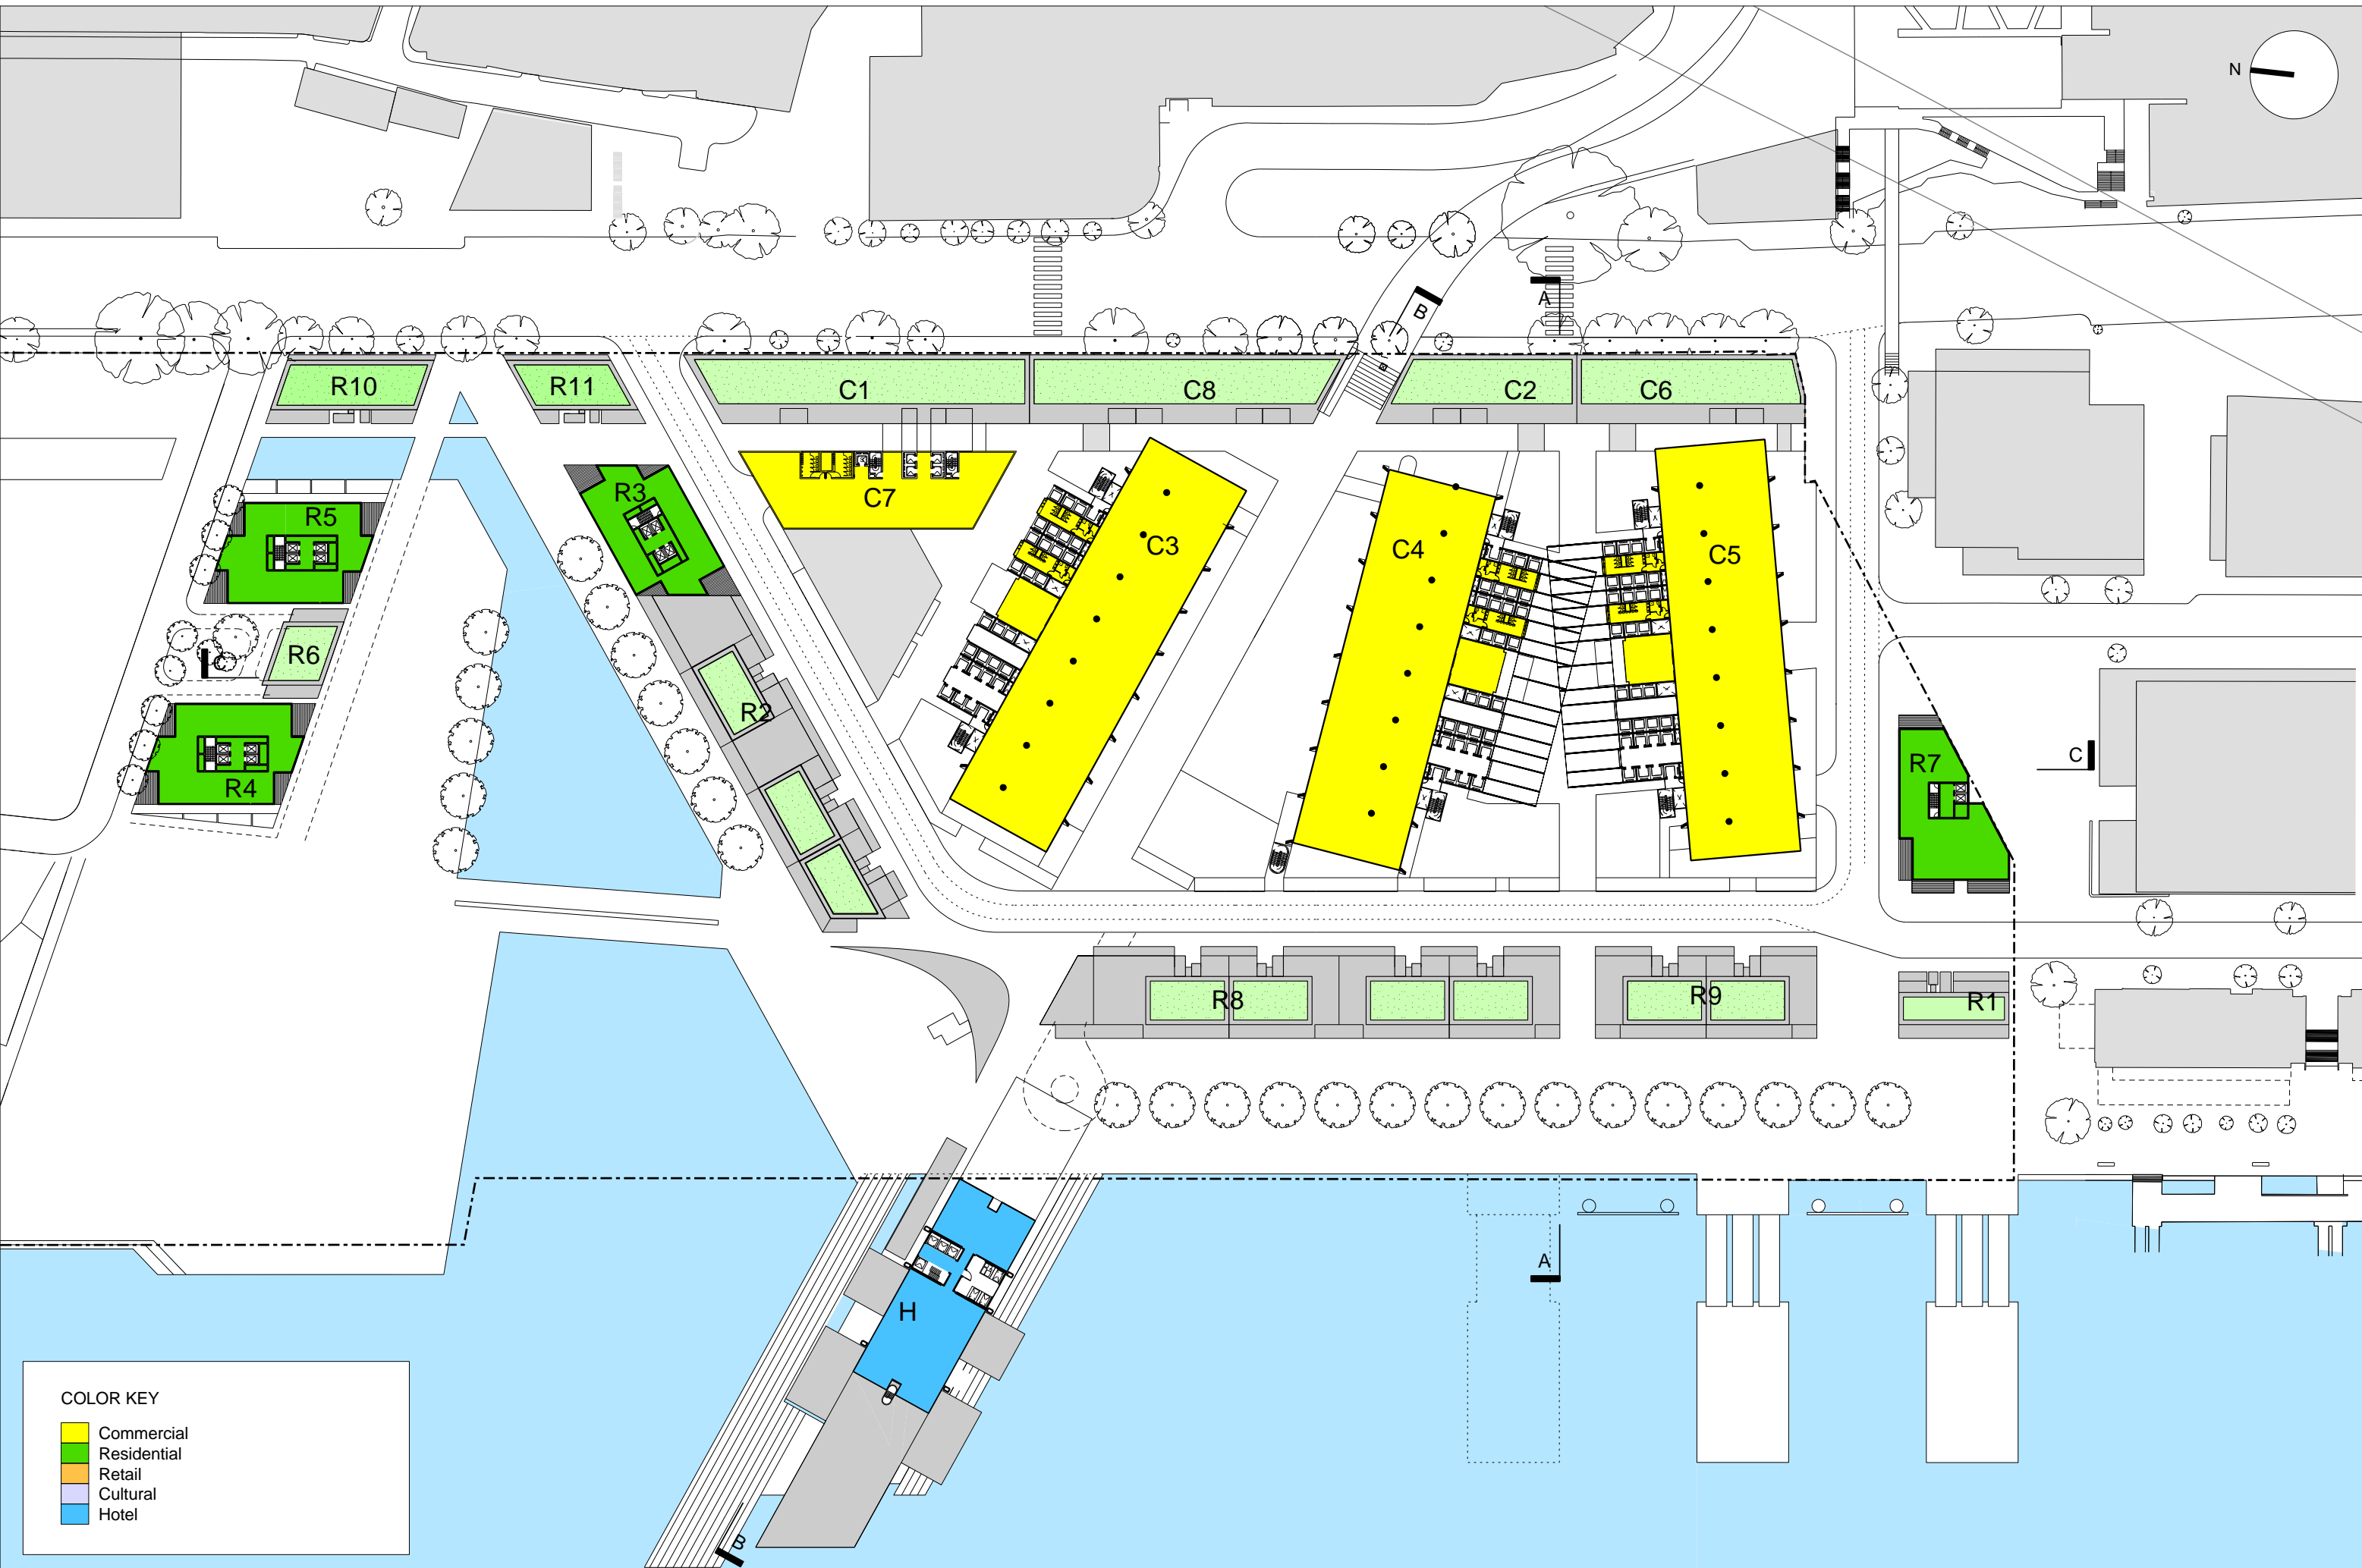 N
A
B
R10
R11
C1
C8
C2
C6
R3
C7
R5
C3
C4
C5
R6
C
R2
R4
R7
C
R8
R9
R1
A
H
B
COLOR KEY
Commercial
Residential
Retail
Cultural
Hotel